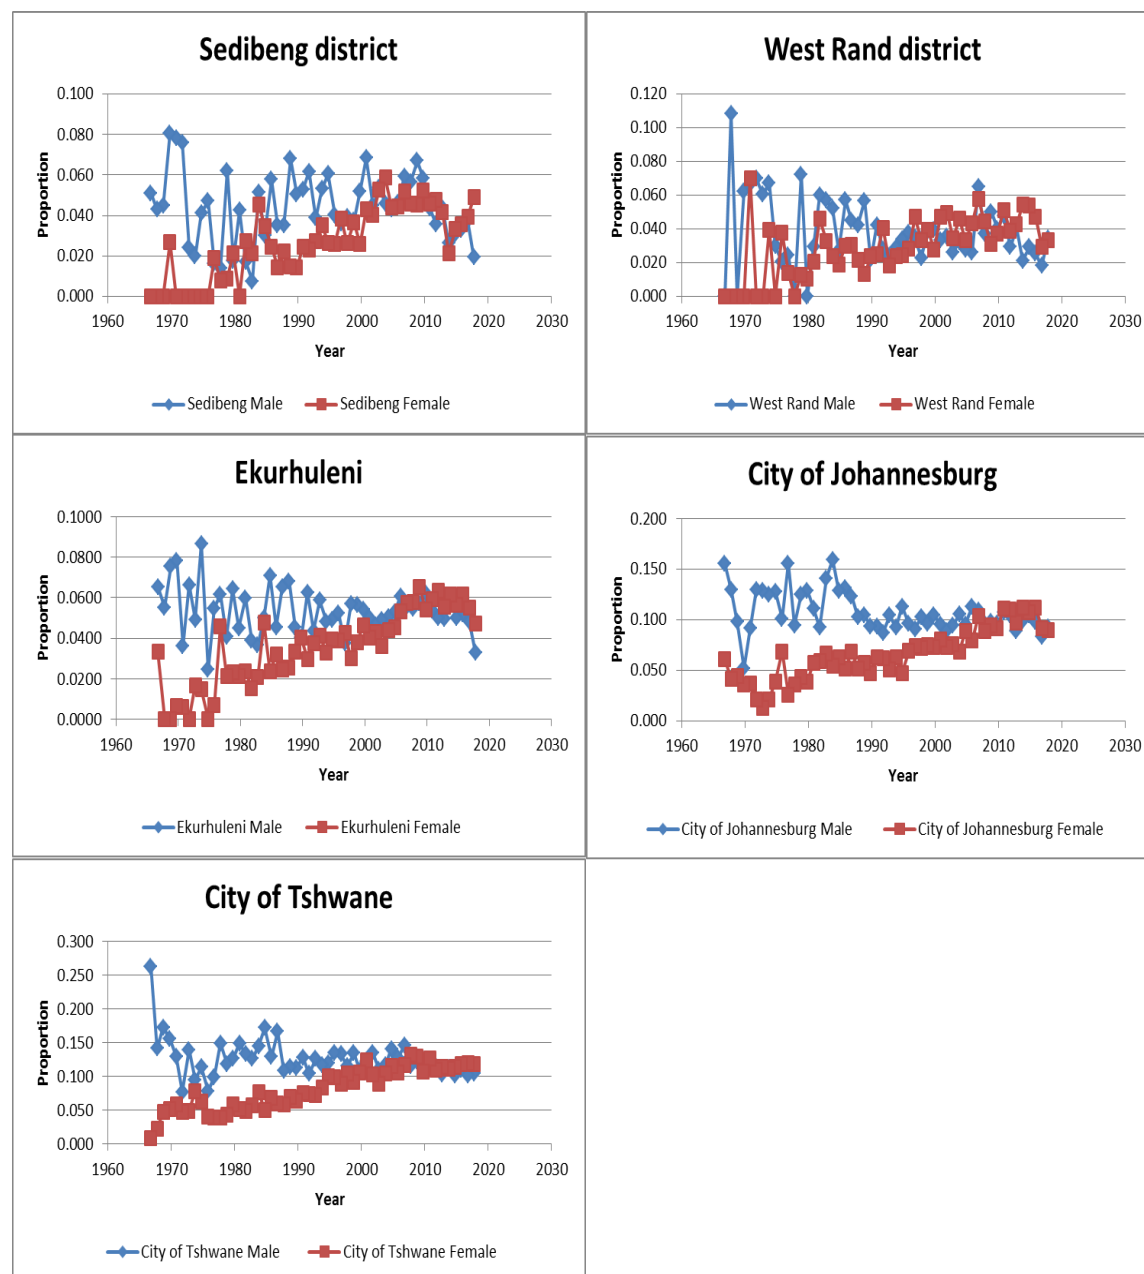 Sedibeng district
Proportion
0.100
0.080
0.060
0.040
0.020
0.000
1960 1970 1980 1990 2000 2010 2020 2030
Year
Sedibeng Male Sedibeng Female
West Rand district
Proportion
0.120
0.100
0.080
0.060
0.040
0.020
0.000
1960 1970 1980 1990 2000 2010 2020 2030
Year
West Rand Male West Rand Female
Ekurhuleni
Proportion
0.1000
0.0800
0.0600
0.0400
0.0200
0.0000
1960 1970 1980 1990 2000 2010 2020 2030
Year
Ekurhuleni Male Ekurhuleni Female
City of Johannesburg
Proportion
0.200
0.150
0.100
0.050
0.000
1960 1970 1980 1990 2000 2010 2020 2030
Year
City of Johannesburg Male City of Johannesburg Female
City of Tshwane
Proportion
0.300
0.250
0.200
0.150
0.100
0.050
0.000
1960 1970 1980 1990 2000 2010 2020 2030
Year
City of Tshwane Male City of Tshwane Female